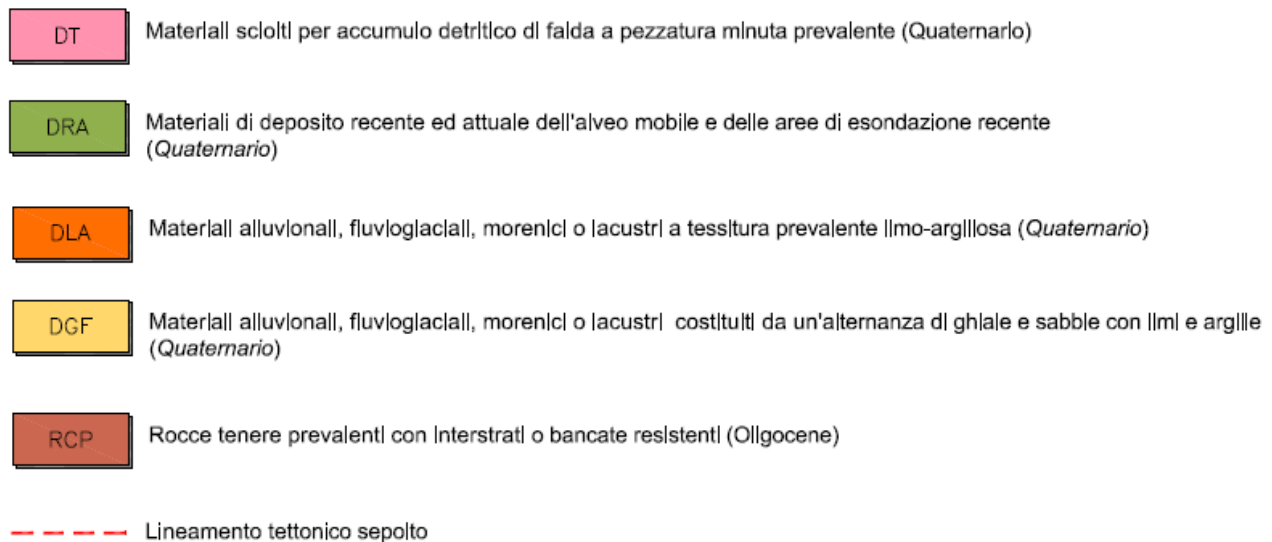 DT Materiali sciolti per accumulo detritico di falda a pezzatura minuta prevalente (Quaternario)
DRA Materiali di deposito recente ed attuale dell'alveo mobile e delle aree di esondazione recente
(Quaternario)
DLA Materiali alluvionali, fluvioglaciali, morenici o lacustri a tessitura prevalente limo-argillosa (Quaternario)
DGF Materiali alluvionali, fluvioglaciali, morenici o lacustri costituiti da un'alternanza di ghiaie e sabbie con limi e argille
(Quaternario)
RCP Rocce tenere prevalenti con interstrati o bancate resistenti (Oligocene)
Lineamento tettonico sepolto